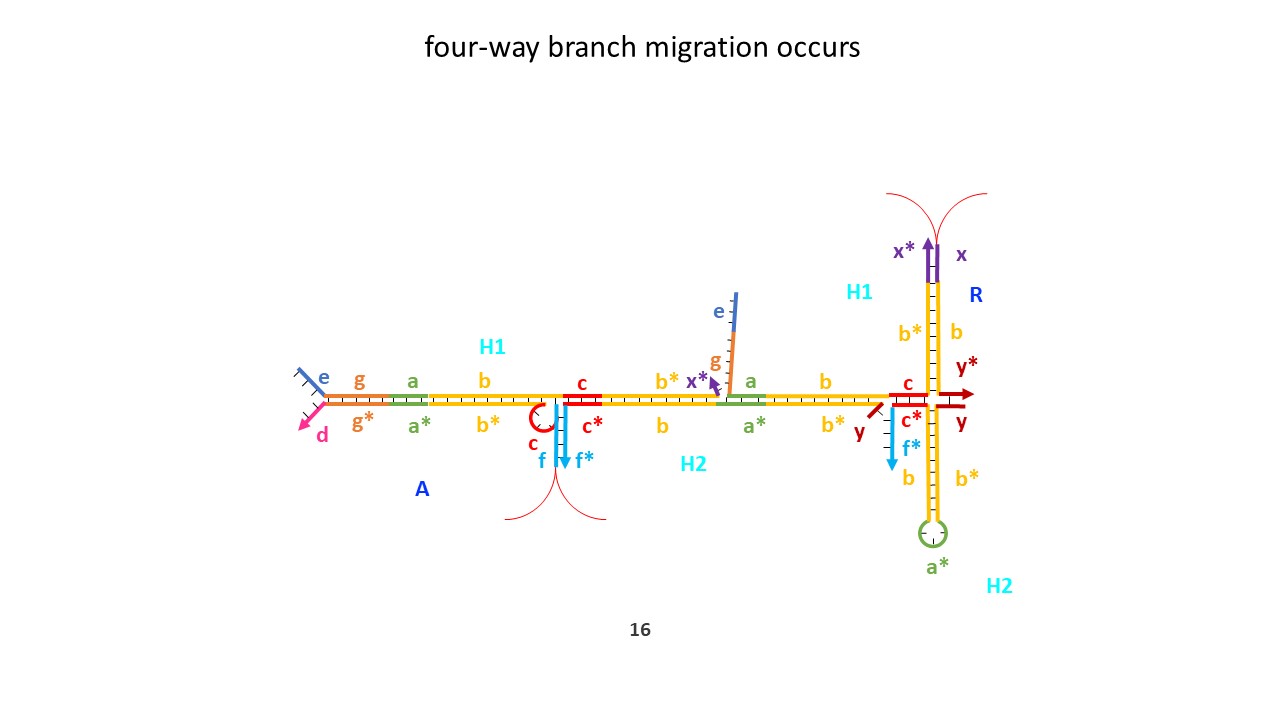 four-way branch migration occurs
x*
x
H1
R
e
b*
b
H1
g
y*
e
g
a
b
c
b*
x*
a
b
c
d
g*
a*
b*
c
c*
b
a*
b*
y
c*
y
f
f*
H2
f*
A
b
b*
a*
H2
16